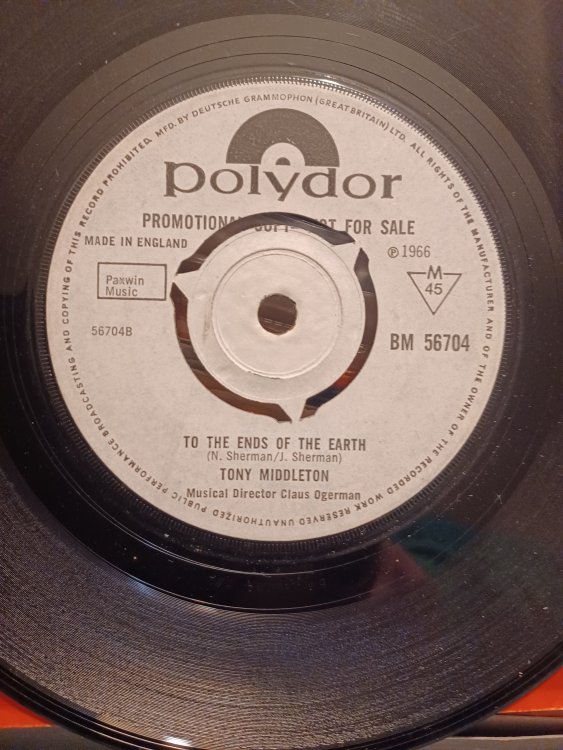 MFD. BY DEUTSCHE GRAMMOPHON (GREAT BRITAIN) LTD. ALL RIGHTS OF THE MANUFACTURER AND OF THE OWNER OF THE RECORDED WORK RESERVED UNAUTHORIZED PUBLIC PERFORMANCE BROADCASTING AND COPYING OF THIS RECORD PROHIBITED.
polydor
PROMOTIONAL COPY NOT FOR SALE
MADE IN ENGLAND
℗ 1966
Paxwin
Music
M
45
56704B
BM 56704
TO THE ENDS OF THE EARTH
(N. Sherman/J. Sherman)
TONY MIDDLETON
Musical Director Claus Ogerman